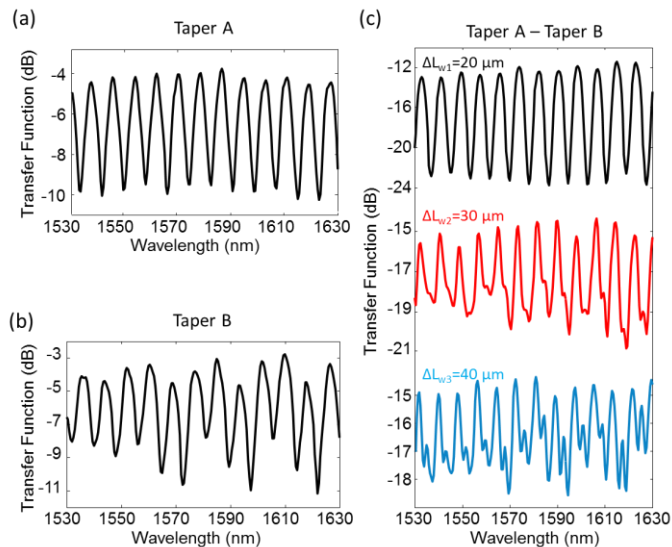 (a)
Taper A
Transfer Function (dB)
-4
-6
-8
-10
1530
1550
1570
1590
1610
1630
Wavelength (nm)
(b)
Taper B
Transfer Function (dB)
-3
-5
-7
-9
-11
1530
1550
1570
1590
1610
1630
Wavelength (nm)
(c)
Taper A – Taper B
Transfer Function (dB)
ΔLw1=20 μm
-12
-16
-20
-24
ΔLw2=30 μm
-15
-17
-19
-21
ΔLw3=40 μm
-15
-16
-17
-18
1530
1550
1570
1590
1610
1630
Wavelength (nm)